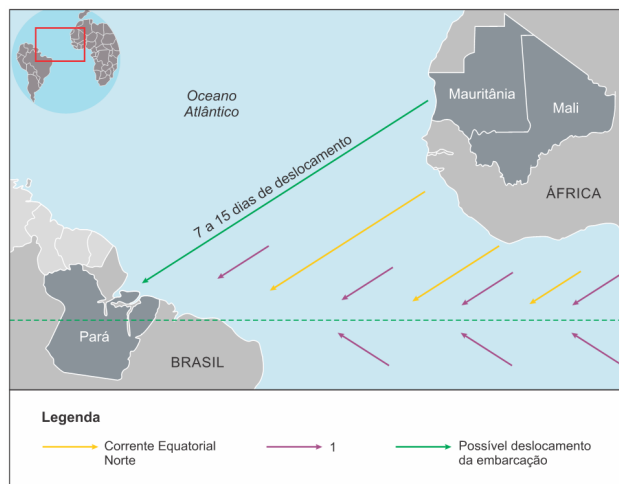 Oceano
Atlântico
Mauritânia
Mali
7 a 15 dias de deslocamento
ÁFRICA
Pará
BRASIL
Legenda
Corrente Equatorial
Norte
1
Possível deslocamento
da embarcação